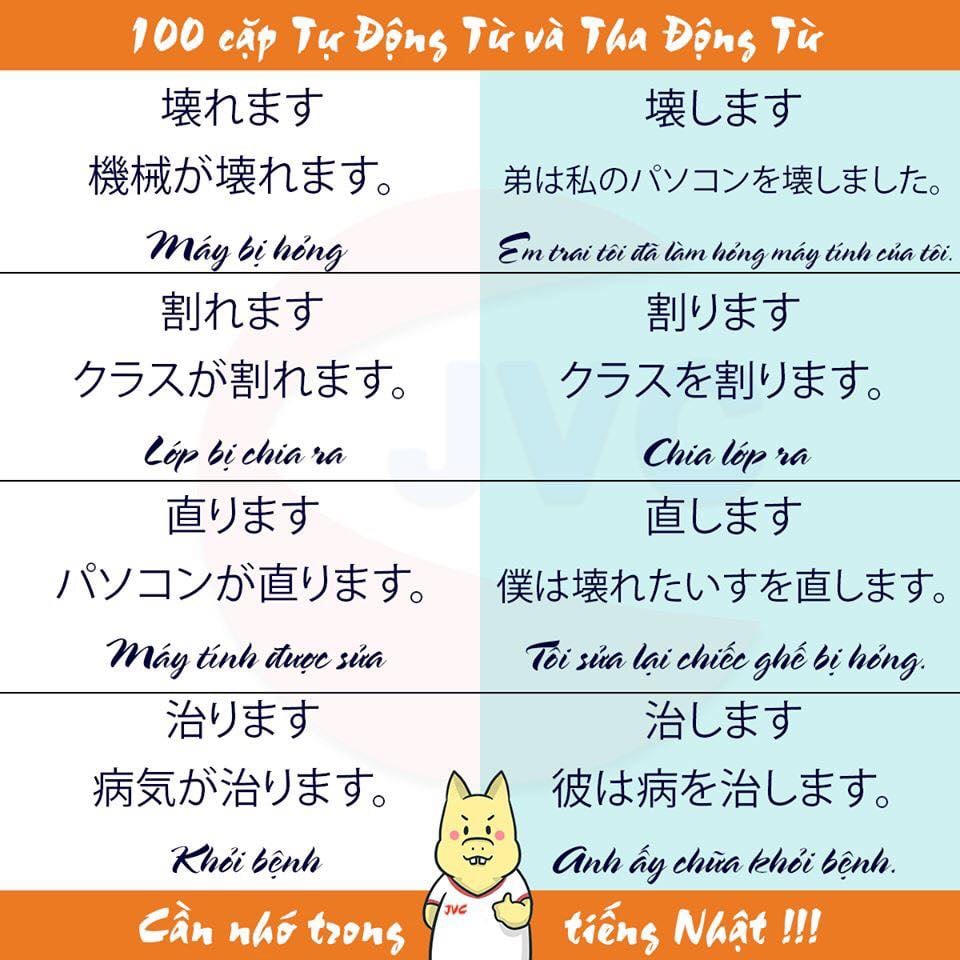 100 cặp Tự Động Từ và Tha Động Từ
壊れます
機械が壊れます。
Máy bị hỏng
壊します
弟は私のパソコンを壊しました。
Em trai tôi đã làm hỏng máy tính của tôi.
割れます
クラスが割れます。
Lớp bị chia ra
割ります
クラスを割ります。
Chia lớp ra
直ります
パソコンが直ります。
Máy tính được sửa
直します
僕は壊れたいすを直します。
Tôi sửa lại chiếc ghế bị hỏng.
治ります
病気が治ります。
Khỏi bệnh
治します
彼は病を治します。
Anh ấy chữa khỏi bệnh.
JVC
JVC
Cần nhớ trong tiếng Nhật !!!